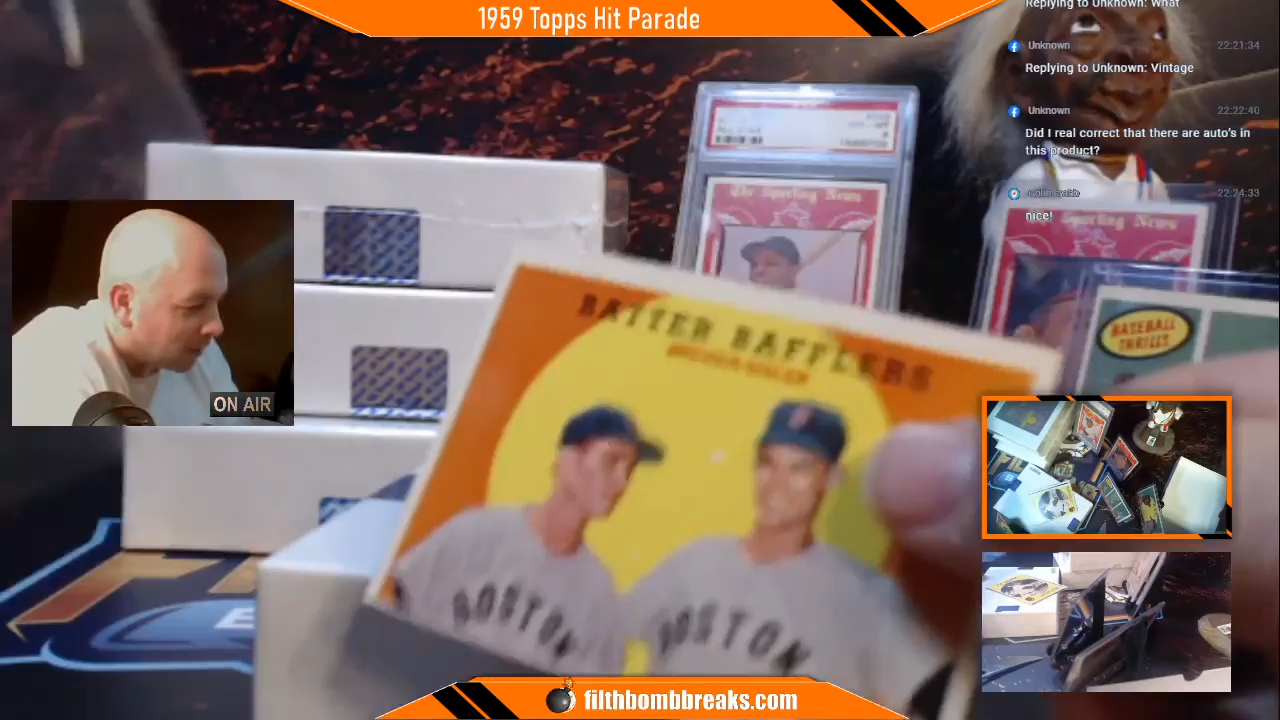 1959 Topps Hit Parade
Replying to Unknown: What
Unknown 22:21:34
Replying to Unknown: Vintage
Unknown 22:22:40
Did I real correct that there are auto's in
this product?
22:24:33
nice!
The Sporting News
Sporting News
BASEBALL
THRILLS
BATTER BAFFLERS
BOSTON
BOSTON
ON AIR
filthbombbreaks.com